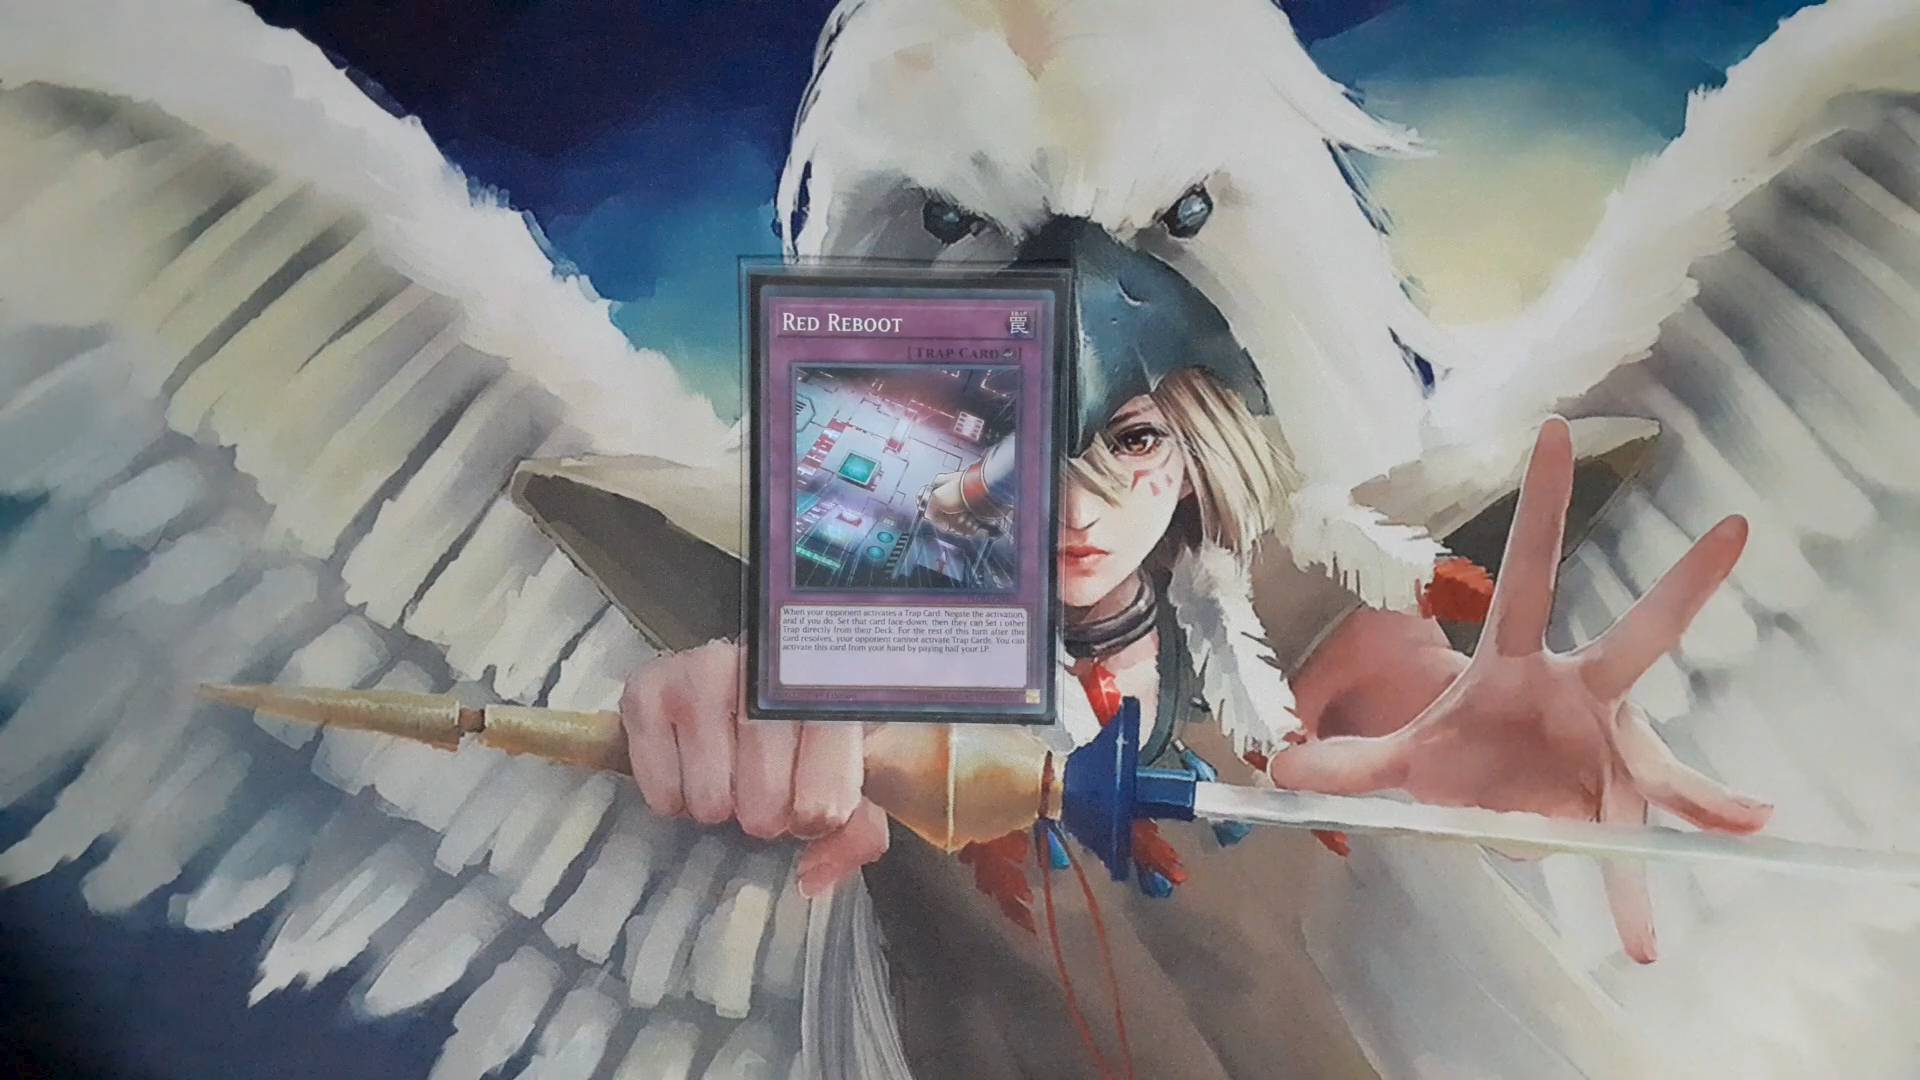 RED REBOOT
TRAP
罠
[TRAP CARD]
When your opponent activates a Trap Card: Negate the activation,
and if you do, Set that card face-down, then they can Set 1 other
Trap directly from their Deck. For the rest of this turn after this
card resolves, your opponent cannot activate Trap Cards. You can
activate this card from your hand by paying half your LP.
Edition